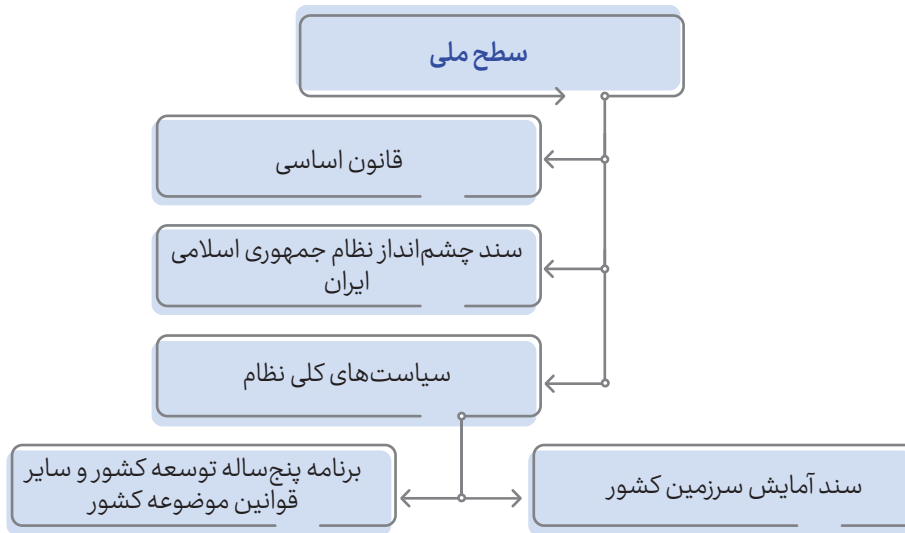 سطح ملی
قانون اساسی
سند چشم‌انداز نظام جمهوری اسلامی
ایران
سیاست‌های کلی نظام
سند آمایش سرزمین کشور
برنامه پنج‌ساله توسعه کشور و سایر
قوانین موضوعه کشور